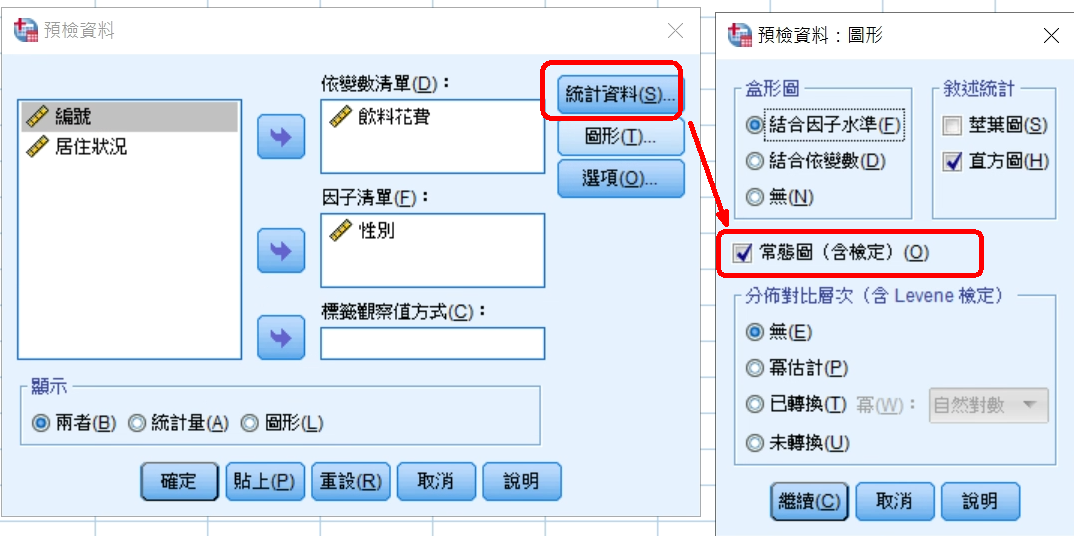 預檢資料
編號
居住狀況
依變數清單(D)：
飲料花費
因子清單(F)：
性別
標籤觀察值方式(C)：
統計資料(S)...
圖形(T)...
選項(O)...
顯示
兩者(B) 統計量(A) 圖形(L)
確定 貼上(P) 重設(R) 取消 說明
預檢資料：圖形
盒形圖
結合因子水準(F)
結合依變數(D)
無(N)
敘述統計
莖葉圖(S)
直方圖(H)
常態圖（含檢定）(O)
分佈對比層次（含 Levene 檢定）
無(E)
冪估計(P)
已轉換(T) 冪(W)： 自然對數
未轉換(U)
繼續(C) 取消 說明